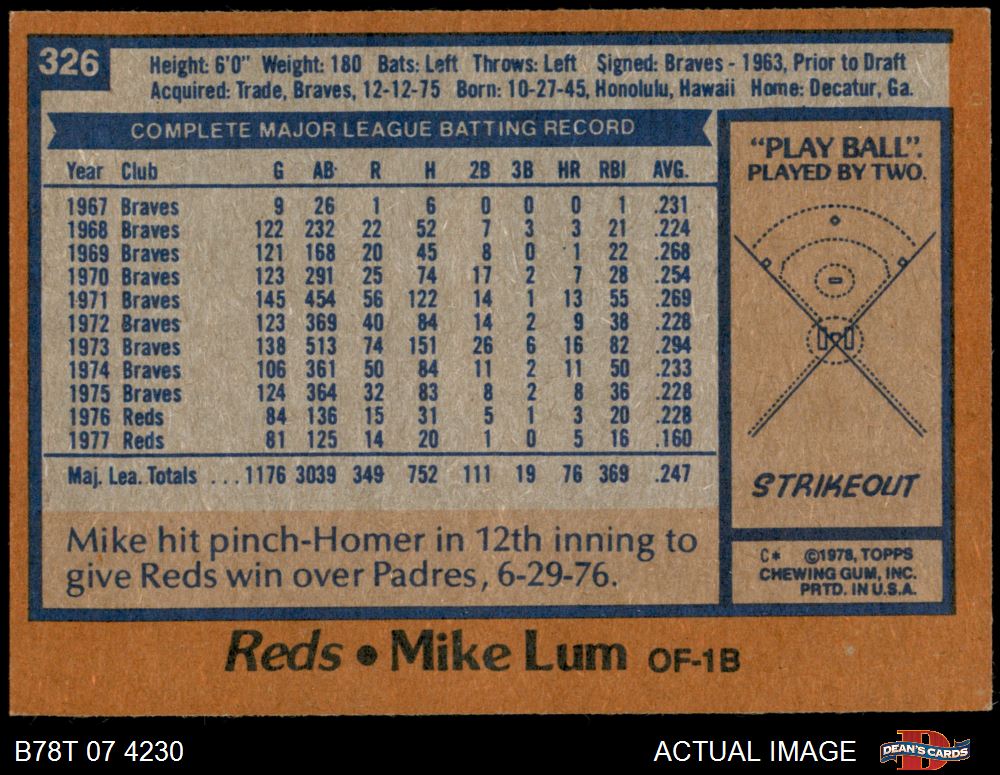 326
Height: 6'0" Weight: 180 Bats: Left Throws: Left Signed: Braves - 1963, Prior to Draft
Acquired: Trade, Braves, 12-12-75 Born: 10-27-45, Honolulu, Hawaii Home: Decatur, Ga.
COMPLETE MAJOR LEAGUE BATTING RECORD
Year Club G AB R H 2B 3B HR RBI AVG.
1967 Braves 9 26 1 6 0 0 0 1 .231
1968 Braves 122 232 22 52 7 3 3 21 .224
1969 Braves 121 168 20 45 8 0 1 22 .268
1970 Braves 123 291 25 74 17 2 7 28 .254
1971 Braves 145 454 56 122 14 1 13 55 .269
1972 Braves 123 369 40 84 14 2 9 38 .228
1973 Braves 138 513 74 151 26 6 16 82 .294
1974 Braves 106 361 50 84 11 2 11 50 .233
1975 Braves 124 364 32 83 8 2 8 36 .228
1976 Reds 84 136 15 31 5 1 3 20 .228
1977 Reds 81 125 14 20 1 0 5 16 .160
Maj. Lea. Totals ... 1176 3039 349 752 111 19 76 369 .247
Mike hit pinch-Homer in 12th inning to
give Reds win over Padres, 6-29-76.
"PLAY BALL".
PLAYED BY TWO.
STRIKEOUT
C* ©1978, TOPPS
CHEWING GUM, INC.
PRTD. IN U.S.A.
Reds • Mike Lum OF-1B
B78T 07 4230
ACTUAL IMAGE
D
DEAN'S CARDS